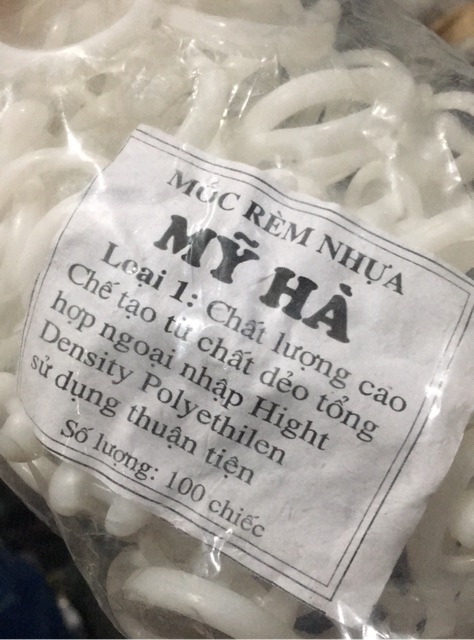 MÓC RÈM NHỰA
MỸ HÀ
Loại 1: Chất lượng cao
Chế tạo từ chất dẻo tổng
hợp ngoại nhập Hight
Density Polyethilen
sử dụng thuận tiện
Số lượng: 100 chiếc